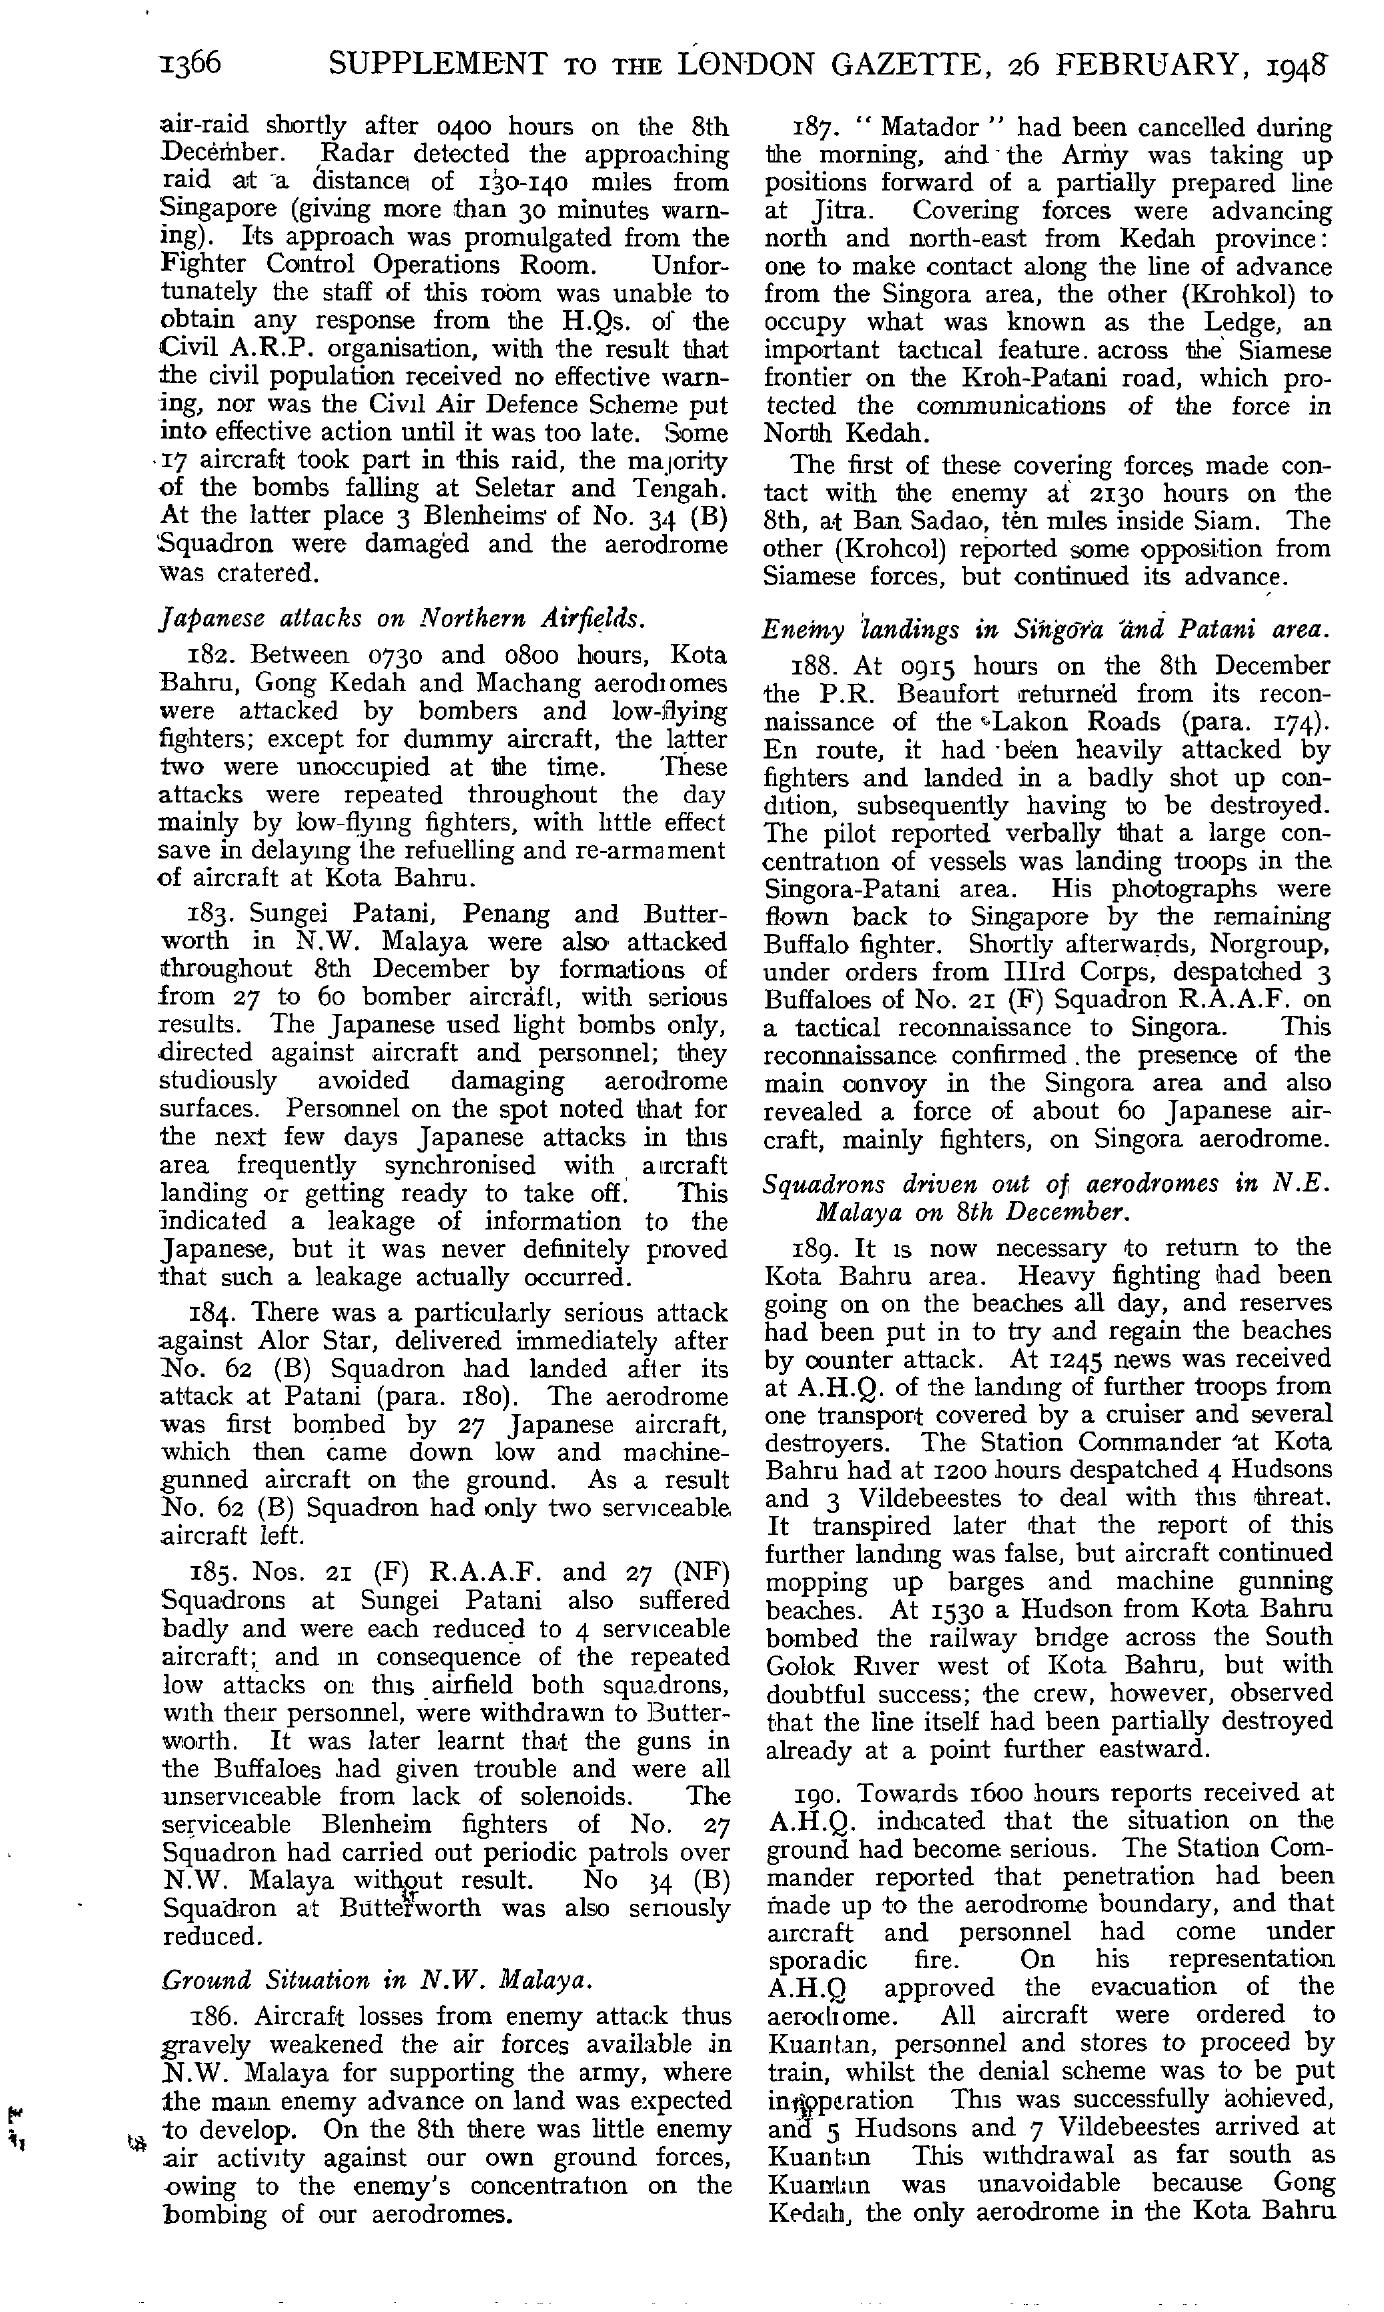 1366 SUPPLEMENT TO THE LONDON GAZETTE, 26 FEBRUARY, 1948
air-raid shortly after 0400 hours on the 8th
December. Radar detected the approaching
raid at a distance of 130-140 miles from
Singapore (giving more than 30 minutes warn-
ing). Its approach was promulgated from the
Fighter Control Operations Room. Unfor-
tunately the staff of this room was unable to
obtain any response from the H.Qs. of the
Civil A.R.P. organisation, with the result that
the civil population received no effective warn-
ing, nor was the Civil Air Defence Scheme put
into effective action until it was too late. Some
17 aircraft took part in this raid, the majority
of the bombs falling at Seletar and Tengah.
At the latter place 3 Blenheims of No. 34 (B)
Squadron were damaged and the aerodrome
was cratered.
Japanese attacks on Northern Airfields.
182. Between 0730 and 0800 hours, Kota
Bahru, Gong Kedah and Machang aerodromes
were attacked by bombers and low-flying
fighters; except for dummy aircraft, the latter
two were unoccupied at the time. These
attacks were repeated throughout the day
mainly by low-flying fighters, with little effect
save in delaying the refuelling and re-armament
of aircraft at Kota Bahru.
183. Sungei Patani, Penang and Butter-
worth in N.W. Malaya were also attacked
throughout 8th December by formations of
from 27 to 60 bomber aircraft, with serious
results. The Japanese used light bombs only,
directed against aircraft and personnel; they
studiously avoided damaging aerodrome
surfaces. Personnel on the spot noted that for
the next few days Japanese attacks in this
area frequently synchronised with aircraft
landing or getting ready to take off. This
indicated a leakage of information to the
Japanese, but it was never definitely proved
that such a leakage actually occurred.
184. There was a particularly serious attack
against Alor Star, delivered immediately after
No. 62 (B) Squadron had landed after its
attack at Patani (para. 180). The aerodrome
was first bombed by 27 Japanese aircraft,
which then came down low and machine-
gunned aircraft on the ground. As a result
No. 62 (B) Squadron had only two serviceable
aircraft left.
185. Nos. 21 (F) R.A.A.F. and 27 (NF)
Squadrons at Sungei Patani also suffered
badly and were each reduced to 4 serviceable
aircraft; and in consequence of the repeated
low attacks on this airfield both squadrons,
with their personnel, were withdrawn to Butter-
worth. It was later learnt that the guns in
the Buffaloes had given trouble and were all
unserviceable from lack of solenoids. The
serviceable Blenheim fighters of No. 27
Squadron had carried out periodic patrols over
N.W. Malaya without result. No 34 (B)
Squadron at Butterworth was also seriously
reduced.
Ground Situation in N.W. Malaya.
186. Aircraft losses from enemy attack thus
gravely weakened the air forces available in
N.W. Malaya for supporting the army, where
the main enemy advance on land was expected
to develop. On the 8th there was little enemy
air activity against our own ground forces,
owing to the enemy's concentration on the
bombing of our aerodromes.
187. "Matador" had been cancelled during
the morning, and the Army was taking up
positions forward of a partially prepared line
at Jitra. Covering forces were advancing
north and north-east from Kedah province:
one to make contact along the line of advance
from the Singora area, the other (Krohkol) to
occupy what was known as the Ledge, an
important tactical feature across the Siamese
frontier on the Kroh-Patani road, which pro-
tected the communications of the force in
North Kedah.
The first of these covering forces made con-
tact with the enemy at 2130 hours on the
8th, at Ban Sadao, ten miles inside Siam. The
other (Krohcol) reported some opposition from
Siamese forces, but continued its advance.
Enemy landings in Singora and Patani area.
188. At 0915 hours on the 8th December
the P.R. Beaufort returned from its recon-
naissance of the Lakon Roads (para. 174).
En route, it had been heavily attacked by
fighters and landed in a badly shot up con-
dition, subsequently having to be destroyed.
The pilot reported verbally that a large con-
centration of vessels was landing troops in the
Singora-Patani area. His photographs were
flown back to Singapore by the remaining
Buffalo fighter. Shortly afterwards, Norgroup,
under orders from IIIrd Corps, despatched 3
Buffaloes of No. 21 (F) Squadron R.A.A.F. on
a tactical reconnaissance to Singora. This
reconnaissance confirmed the presence of the
main convoy in the Singora area and also
revealed a force of about 60 Japanese air-
craft, mainly fighters, on Singora aerodrome.
Squadrons driven out of aerodromes in N.E.
Malaya on 8th December.
189. It is now necessary to return to the
Kota Bahru area. Heavy fighting had been
going on on the beaches all day, and reserves
had been put in to try and regain the beaches
by counter attack. At 1245 news was received
at A.H.Q. of the landing of further troops from
one transport covered by a cruiser and several
destroyers. The Station Commander at Kota
Bahru had at 1200 hours despatched 4 Hudsons
and 3 Vildebeestes to deal with this threat.
It transpired later that the report of this
further landing was false, but aircraft continued
mopping up barges and machine gunning
beaches. At 1530 a Hudson from Kota Bahru
bombed the railway bridge across the South
Golok River west of Kota Bahru, but with
doubtful success; the crew, however, observed
that the line itself had been partially destroyed
already at a point further eastward.
190. Towards 1600 hours reports received at
A.H.Q. indicated that the situation on the
ground had become serious. The Station Com-
mander reported that penetration had been
made up to the aerodrome boundary, and that
aircraft and personnel had come under
sporadic fire. On his representation
A.H.Q approved the evacuation of the
aerodrome. All aircraft were ordered to
Kuantan, personnel and stores to proceed by
train, whilst the denial scheme was to be put
in operation This was successfully achieved,
and 5 Hudsons and 7 Vildebeestes arrived at
Kuantan This withdrawal as far south as
Kuantan was unavoidable because Gong
Kedah, the only aerodrome in the Kota Bahru